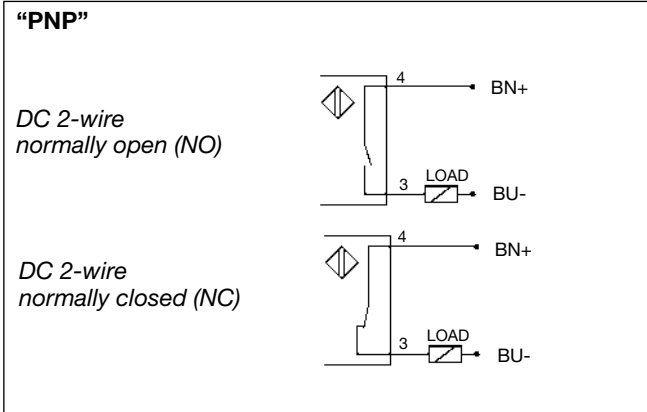 “PNP”
DC 2-wire
normally open (NO)
4
BN+
3
LOAD
BU-
DC 2-wire
normally closed (NC)
4
BN+
3
LOAD
BU-